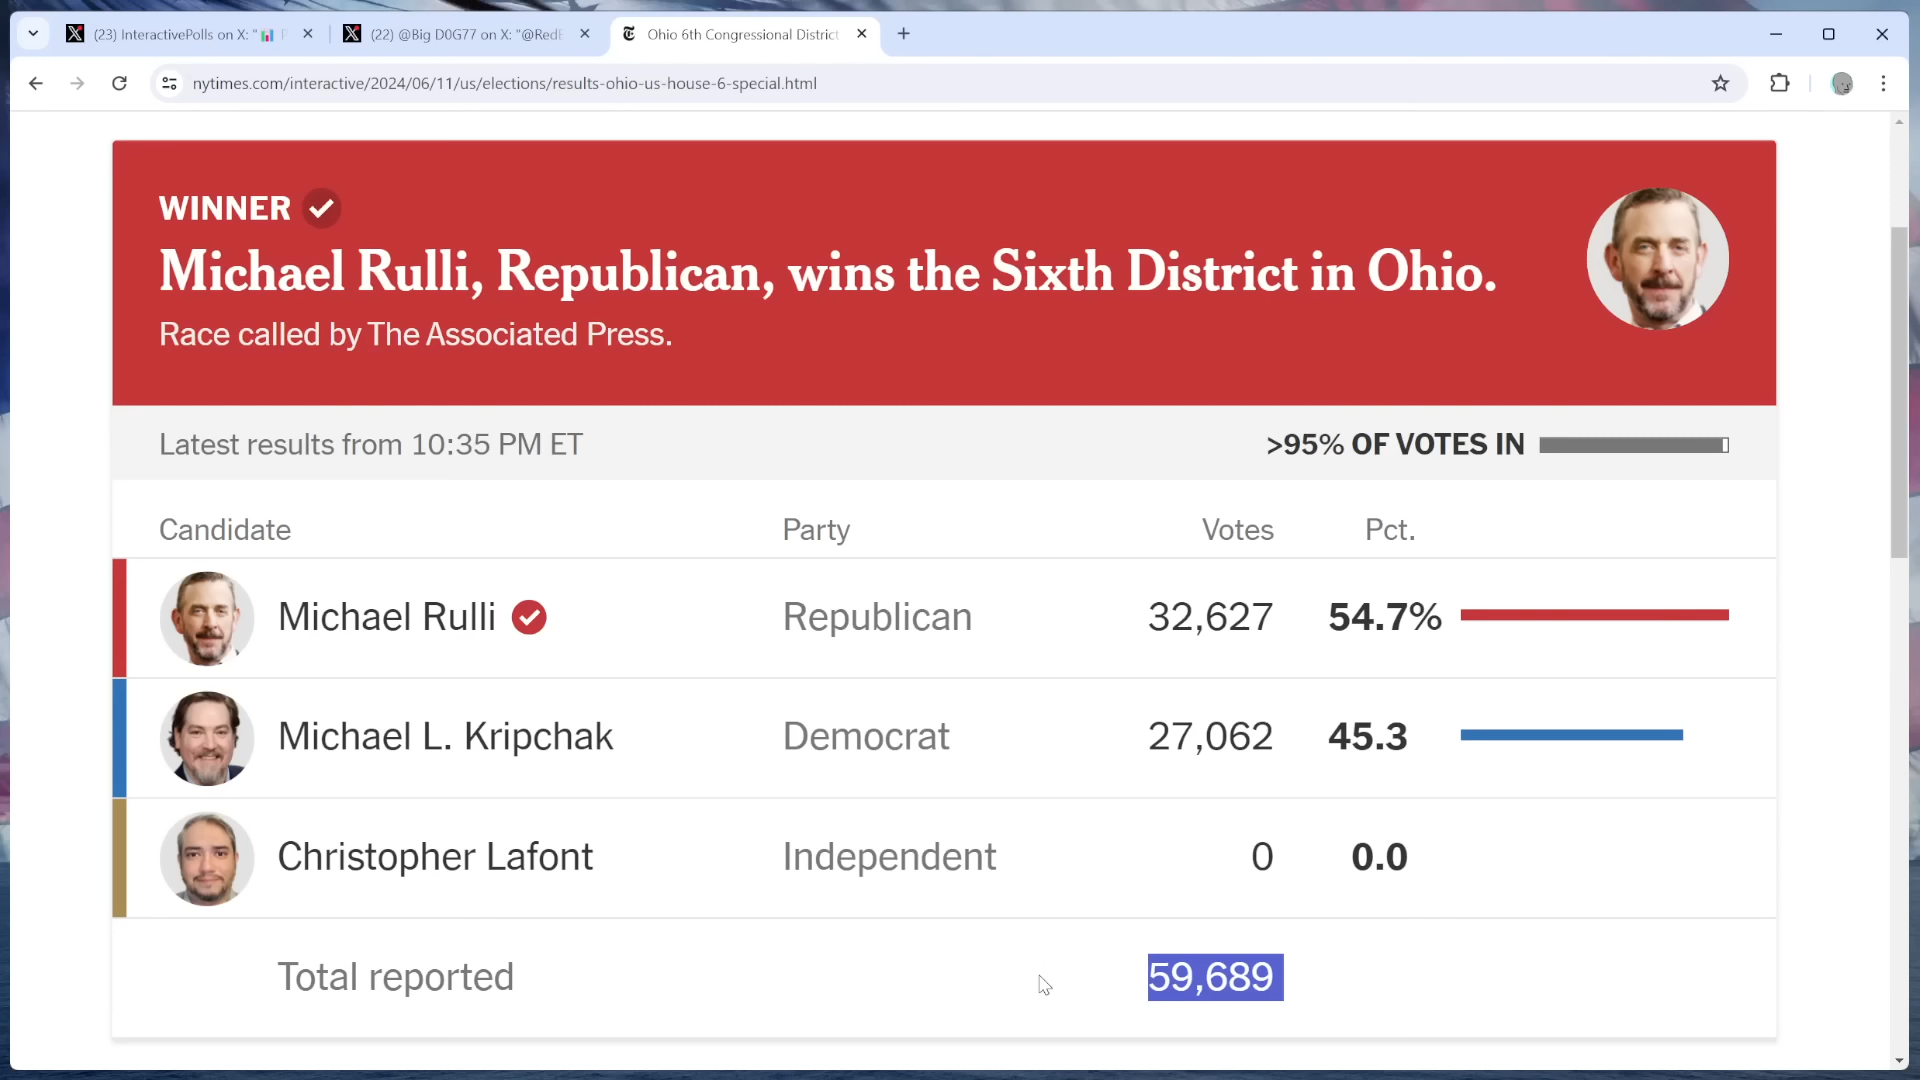 (23) InteractivePolls on X: "📊 P
(22) @Big D0G77 on X: "@RedE
Ohio 6th Congressional District
nytimes.com/interactive/2024/06/11/us/elections/results-ohio-us-house-6-special.html
WINNER
Michael Rulli, Republican, wins the Sixth District in Ohio.
Race called by The Associated Press.
Latest results from 10:35 PM ET
>95% OF VOTES IN
Candidate Party Votes Pct.
Michael Rulli Republican 32,627 54.7%
Michael L. Kripchak Democrat 27,062 45.3
Christopher Lafont Independent 0 0.0
Total reported 59,689